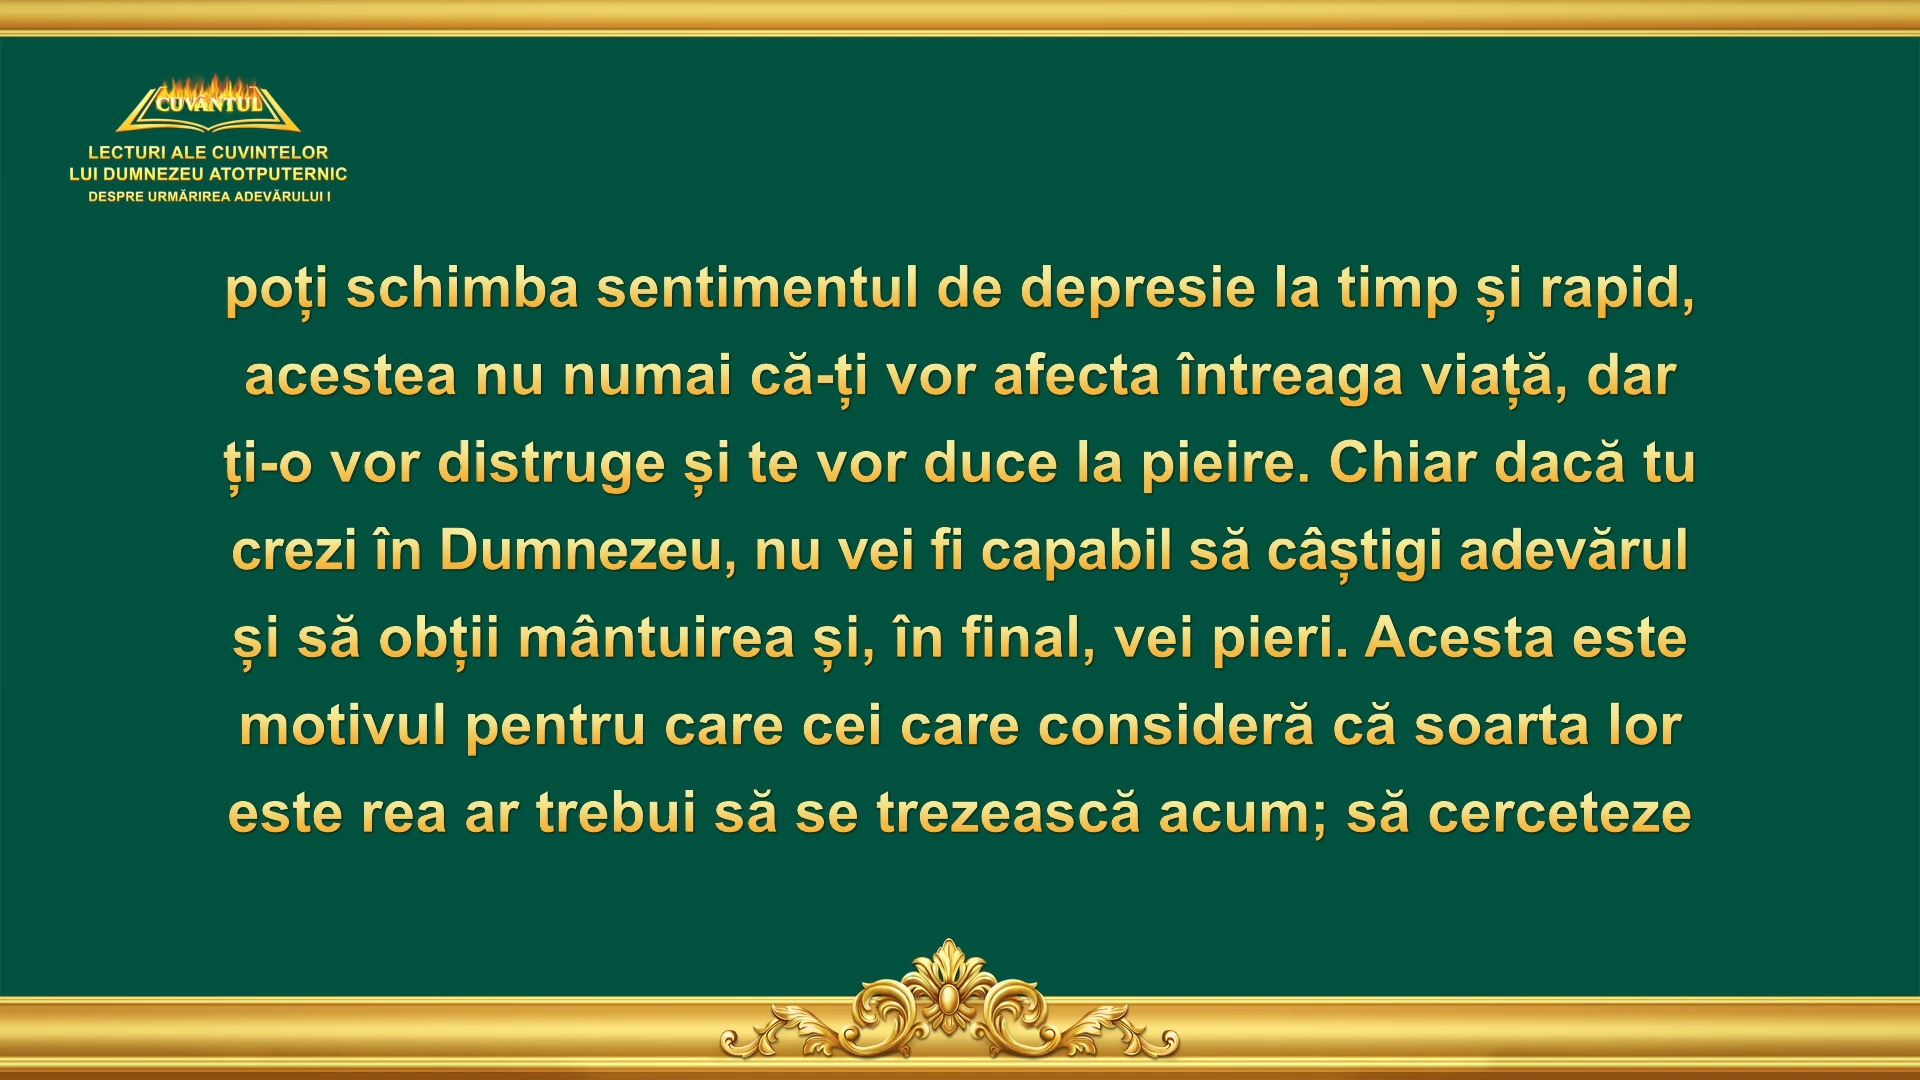 CUVÂNTUL
LECTURI ALE CUVINTELOR
LUI DUMNEZEU ATOTPUTERNIC
DESPRE URMĂRIREA ADEVĂRULUI I
poți schimba sentimentul de depresie la timp și rapid,
acestea nu numai că-ți vor afecta întreaga viață, dar
ți-o vor distruge și te vor duce la pieire. Chiar dacă tu
crezi în Dumnezeu, nu vei fi capabil să câștigi adevărul
și să obții mântuirea și, în final, vei pieri. Acesta este
motivul pentru care cei care consideră că soarta lor
este rea ar trebui să se trezească acum; să cerceteze